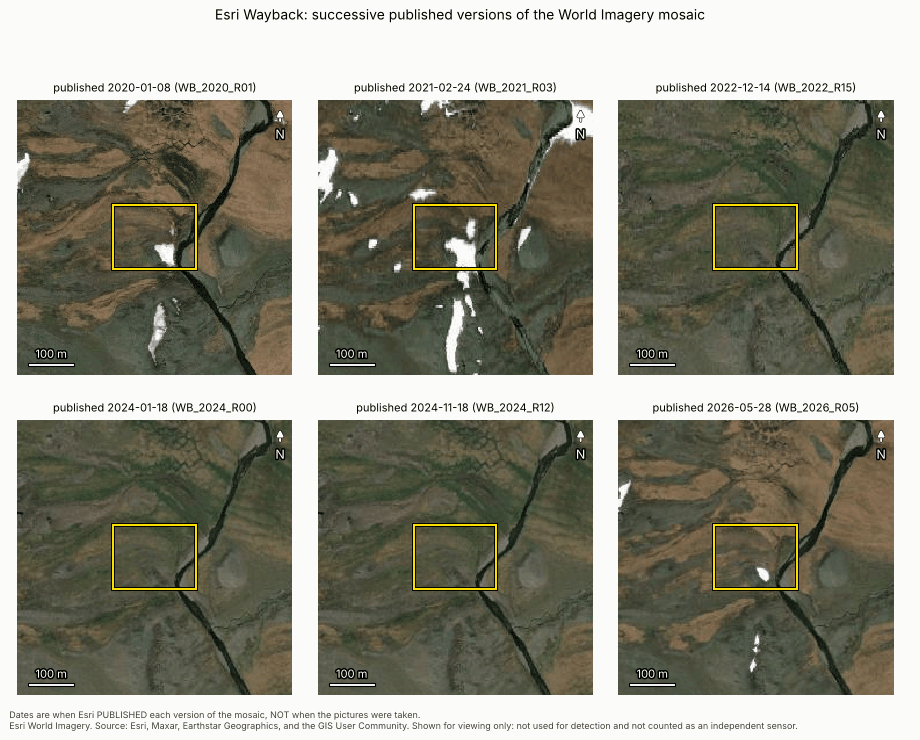 Esri Wayback: successive published versions of the World Imagery mosaic
published 2020-01-08 (WB_2020_R01)
published 2021-02-24 (WB_2021_R03)
published 2022-12-14 (WB_2022_R15)
N
N
N
100 m
100 m
100 m
published 2024-01-18 (WB_2024_R00)
published 2024-11-18 (WB_2024_R12)
published 2026-05-28 (WB_2026_R05)
N
N
N
100 m
100 m
100 m
Dates are when Esri PUBLISHED each version of the mosaic, NOT when the pictures were taken.
Esri World Imagery. Source: Esri, Maxar, Earthstar Geographics, and the GIS User Community. Shown for viewing only: not used for detection and not counted as an independent sensor.